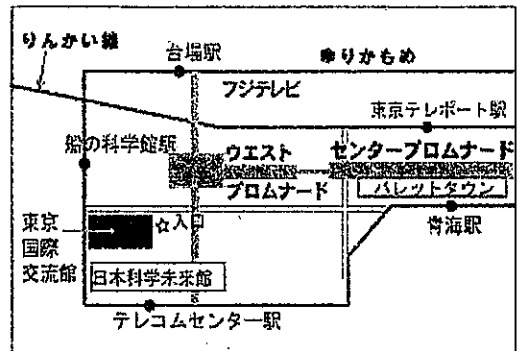 りんかい線
台場駅
ゆりかもめ
フジテレビ
東京テレポート駅
船の科学館駅
ウエスト
プロムナード
センタープロムナード
パレットタウン
青海駅
東京
国際
交流館
☆入口
日本科学未来館
テレコムセンター駅